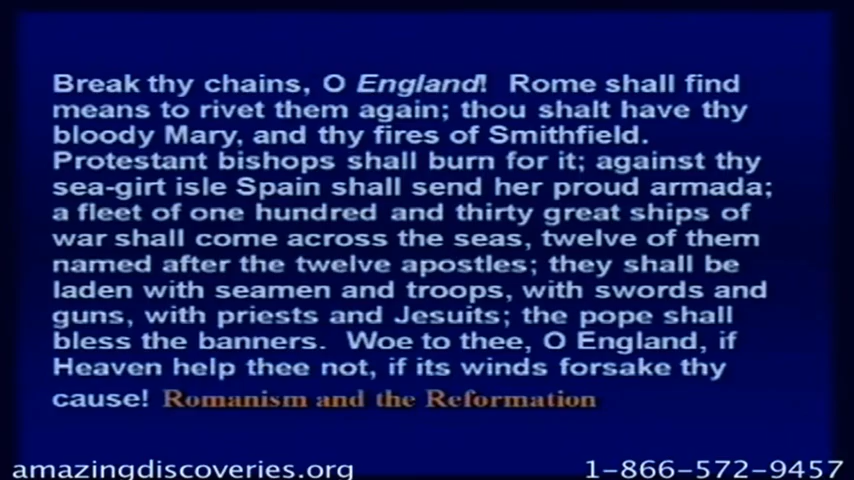 Break thy chains, O England! Rome shall find
means to rivet them again; thou shalt have thy
bloody Mary, and thy fires of Smithfield.
Protestant bishops shall burn for it; against thy
sea-girt isle Spain shall send her proud armada;
a fleet of one hundred and thirty great ships of
war shall come across the seas, twelve of them
named after the twelve apostles; they shall be
laden with seamen and troops, with swords and
guns, with priests and Jesuits; the pope shall
bless the banners. Woe to thee, O England, if
Heaven help thee not, if its winds forsake thy
cause! Romanism and the Reformation
amazingdiscoveries.org 1-866-572-9457